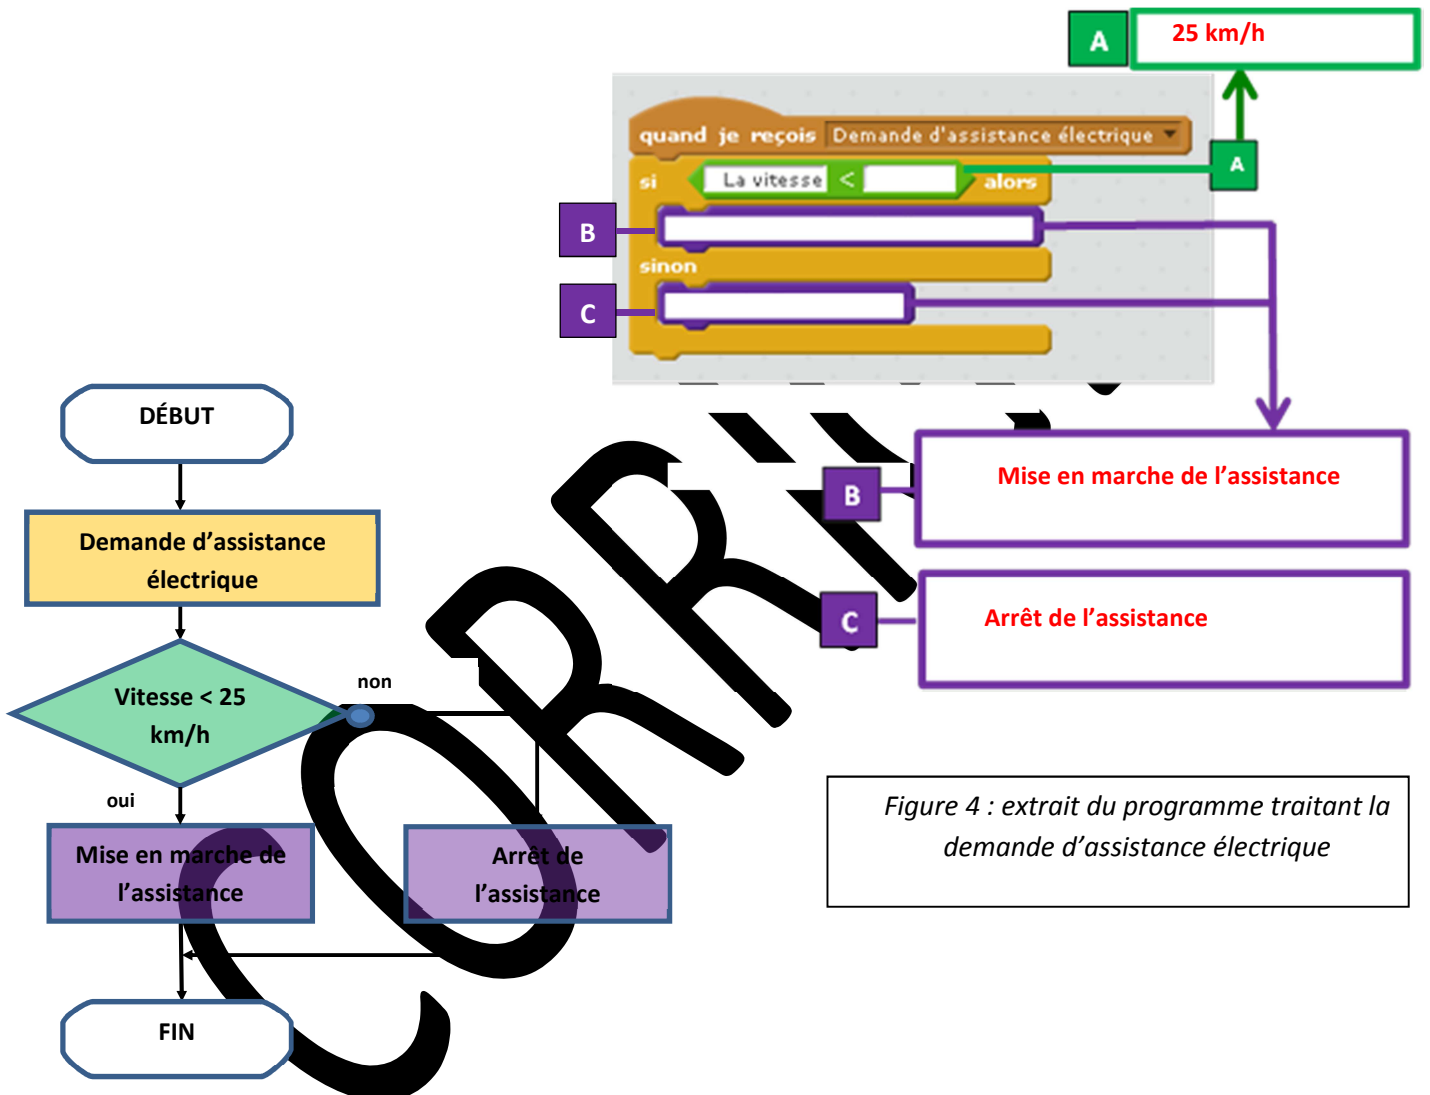 A
25 km/h
quand je reçois Demande d'assistance électrique
si La vitesse < alors
A
B
sinon
C
DÉBUT
Demande d’assistance
électrique
Vitesse < 25
km/h
non
oui
Mise en marche de
l’assistance
Arrêt de
l’assistance
FIN
B
Mise en marche de l’assistance
C
Arrêt de l’assistance
Figure 4 : extrait du programme traitant la
demande d’assistance électrique